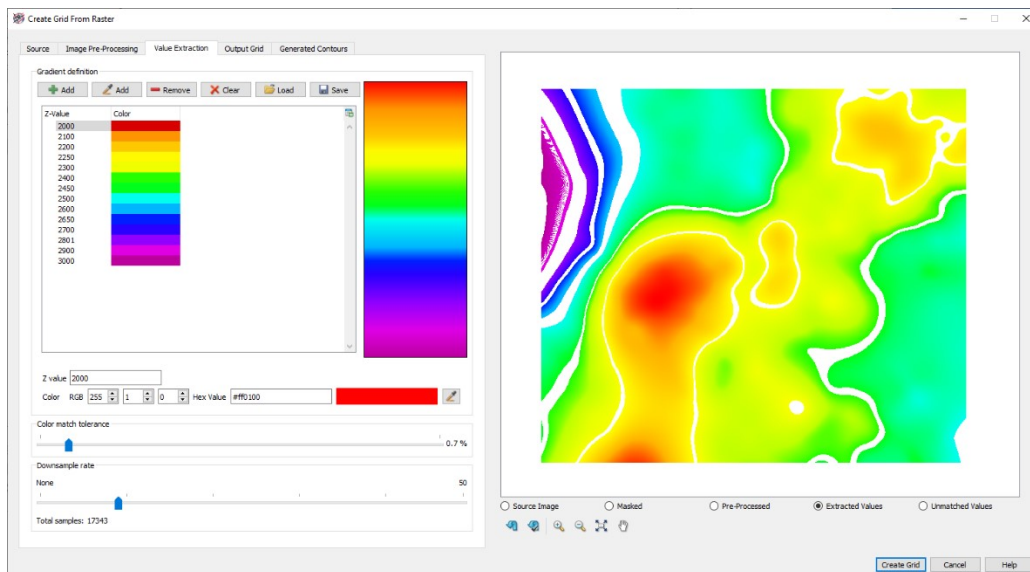 Create Grid From Raster
Source Image Pre-Processing Value Extraction Output Grid Generated Contours
Gradient definition
Add Add Remove Clear Load Save
Z-Value Color
2000
2100
2200
2250
2300
2400
2450
2500
2600
2650
2700
2801
2900
3000
Z value 2000
Color RGB 255 1 0 Hex Value #ff0100
Color match tolerance
0.7 %
Downsample rate
None 50
Total samples: 17343
Source Image Masked Pre-Processed Extracted Values Unmatched Values
Create Grid Cancel Help